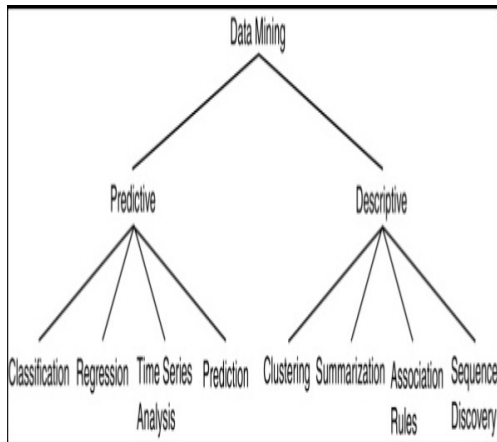 Data Mining
Predictive
Descriptive
Classification
Regression
Time Series
Analysis
Prediction
Clustering
Summarization
Association
Rules
Sequence
Discovery